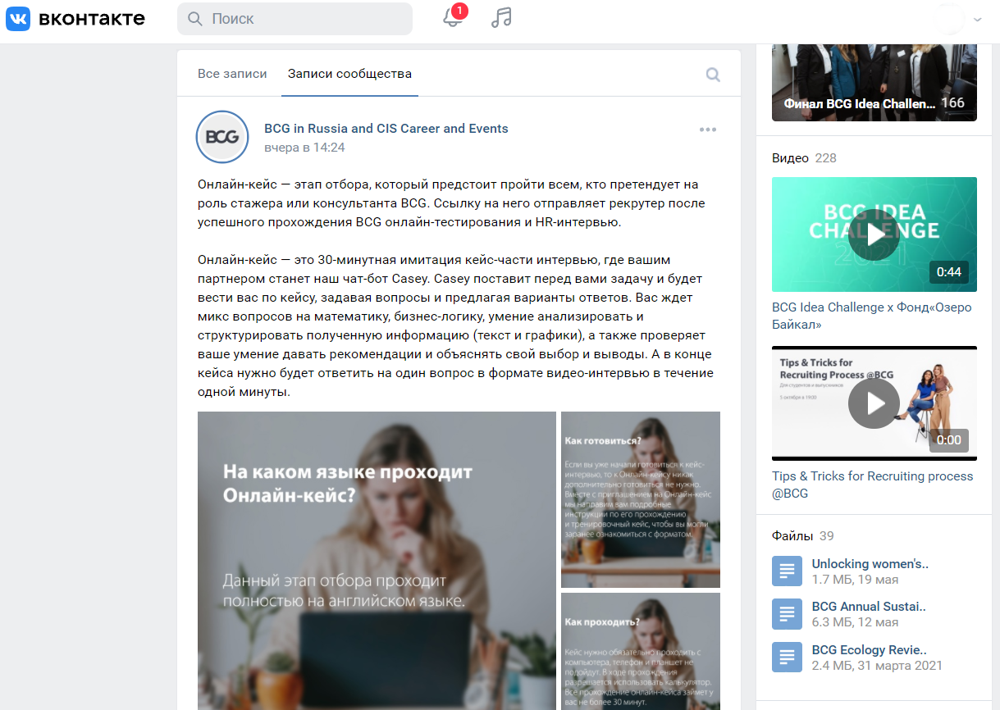 вконтакте
Поиск
1
Все записи
Записи сообщества
BCG
BCG in Russia and CIS Career and Events
вчера в 14:24
Онлайн-кейс — этап отбора, который предстоит пройти всем, кто претендует на
роль стажера или консультанта BCG. Ссылку на него отправляет рекрутер после
успешного прохождения BCG онлайн-тестирования и HR-интервью.
Онлайн-кейс — это 30-минутная имитация кейс-части интервью, где вашим
партнером станет наш чат-бот Casey. Casey поставит перед вами задачу и будет
вести вас по кейсу, задавая вопросы и предлагая варианты ответов. Вас ждет
микс вопросов на математику, бизнес-логику, умение анализировать и
структурировать полученную информацию (текст и графики), а также проверяет
ваше умение давать рекомендации и объяснять свой выбор и выводы. А в конце
кейса нужно будет ответить на один вопрос в формате видео-интервью в течение
одной минуты.
На каком языке проходит
Онлайн-кейс?
Данный этап отбора проходит
полностью на английском языке.
Как готовиться?
Если вы уже начали готовиться к кейс-
интервью, то к Онлайн-кейсу никак
дополнительно готовиться не нужно.
Вместе с приглашением на Онлайн-кейс
мы направим вам подробные
инструкции по его прохождению
и тренировочный кейс, чтобы вы могли
заранее ознакомиться с форматом.
Как проходить?
Кейс нужно обязательно проходить с
компьютера, телефон и планшет не
подойдут. В ходе прохождения
разрешается использовать калькулятор.
Все прохождение онлайн-кейса займет у
вас не более 30 минут.
Финал BCG Idea Challen... 166
Видео 228
BCG IDEA
CHALLENGE
2021
0:44
BCG Idea Challenge x Фонд«Озеро
Байкал»
Tips & Tricks for
Recruiting Process @BCG
Для студентов и выпускников
5 октября в 19:00
0:00
Tips & Tricks for Recruiting process
@BCG
Файлы 39
Unlocking women's..
1.7 МБ, 19 мая
BCG Annual Sustai..
6.3 МБ, 12 мая
BCG Ecology Revie..
2.4 МБ, 31 марта 2021